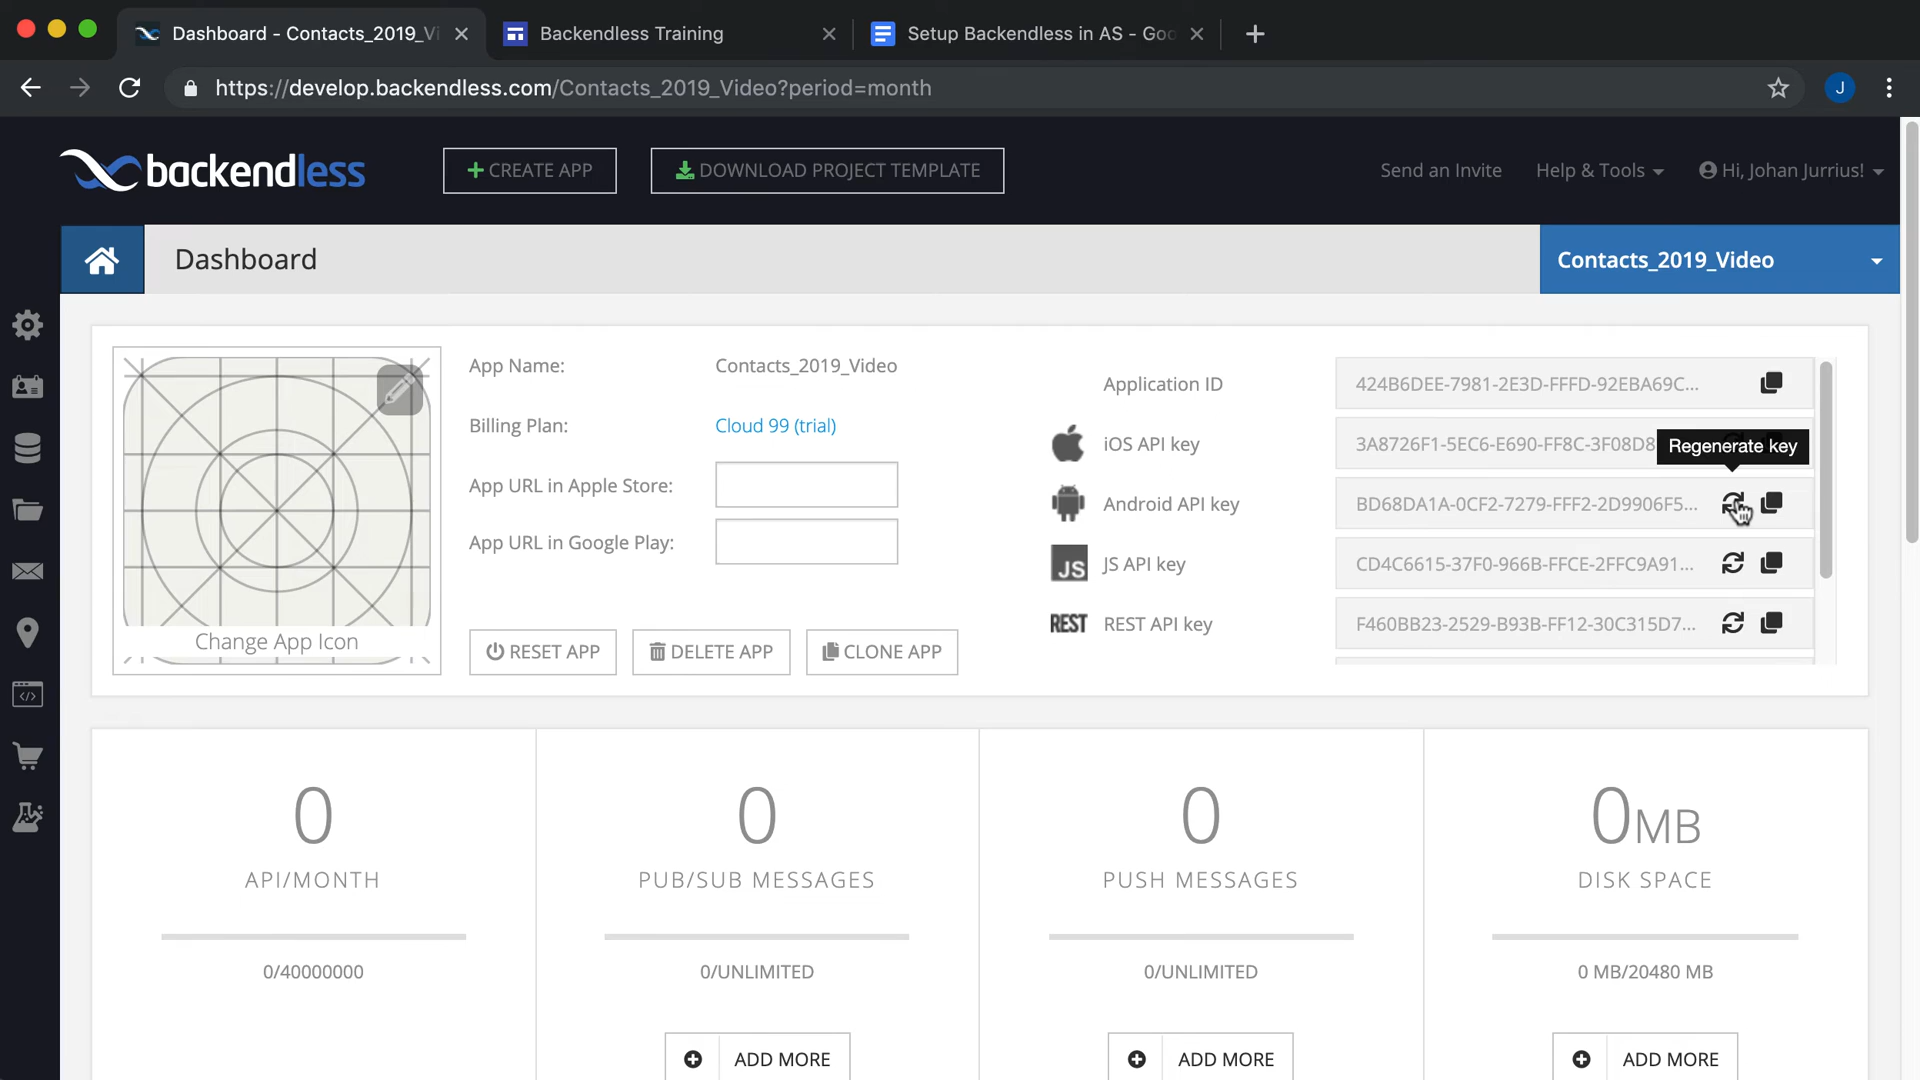 Dashboard - Contacts_2019_Vi
Backendless Training
Setup Backendless in AS - Goo
https://develop.backendless.com/Contacts_2019_Video?period=month
J
backendless
CREATE APP
DOWNLOAD PROJECT TEMPLATE
Send an Invite
Help & Tools
Hi, Johan Jurrius!
Dashboard
Contacts_2019_Video
Change App Icon
App Name:
Contacts_2019_Video
Billing Plan:
Cloud 99 (trial)
App URL in Apple Store:
App URL in Google Play:
RESET APP
DELETE APP
CLONE APP
Application ID
424B6DEE-7981-2E3D-FFFD-92EBA69C...
iOS API key
3A8726F1-5EC6-E690-FF8C-3F08D8
Regenerate key
Android API key
BD68DA1A-0CF2-7279-FFF2-2D9906F5...
JS
JS API key
CD4C6615-37F0-966B-FFCE-2FFC9A91...
REST
REST API key
F460BB23-2529-B93B-FF12-30C315D7...
0
API/MONTH
0/40000000
0
PUB/SUB MESSAGES
0/UNLIMITED
ADD MORE
0
PUSH MESSAGES
0/UNLIMITED
ADD MORE
0MB
DISK SPACE
0 MB/20480 MB
ADD MORE